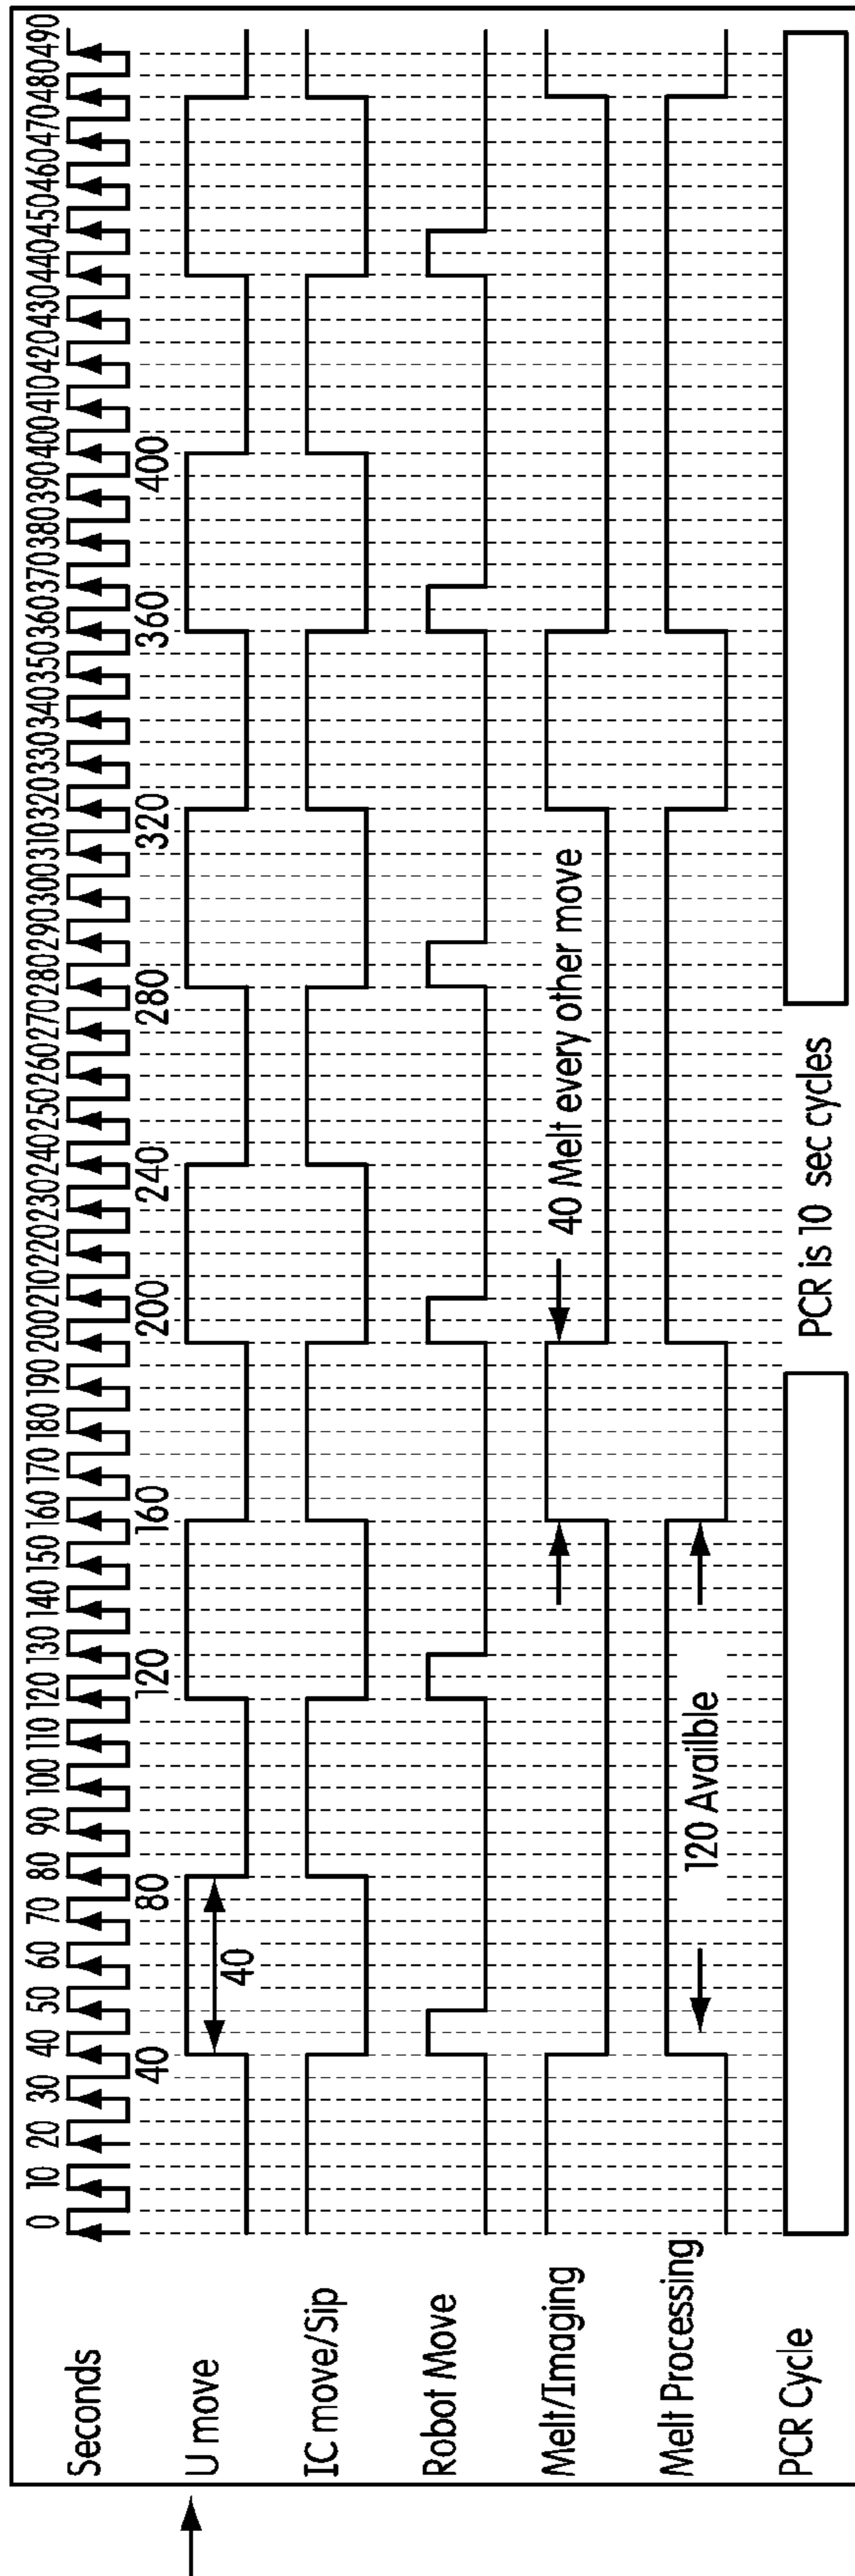 Seconds
0 10 20 30 40 50 60 70 80 90 100 110 120 130 140 150 160 170 180 190 200 210 220 230 240 250 260 270 280 290 300 310 320 330 340 350 360 370 380 390 400 410 420 430 440 450 460 470 480 490
40 80 120 160 200 240 280 320 360 400
U move
40
IC move/Sip
Robot Move
Melt/Imaging
40 Melt every other move
Melt Processing
120 Availble
PCR Cycle
PCR is 10 sec cycles